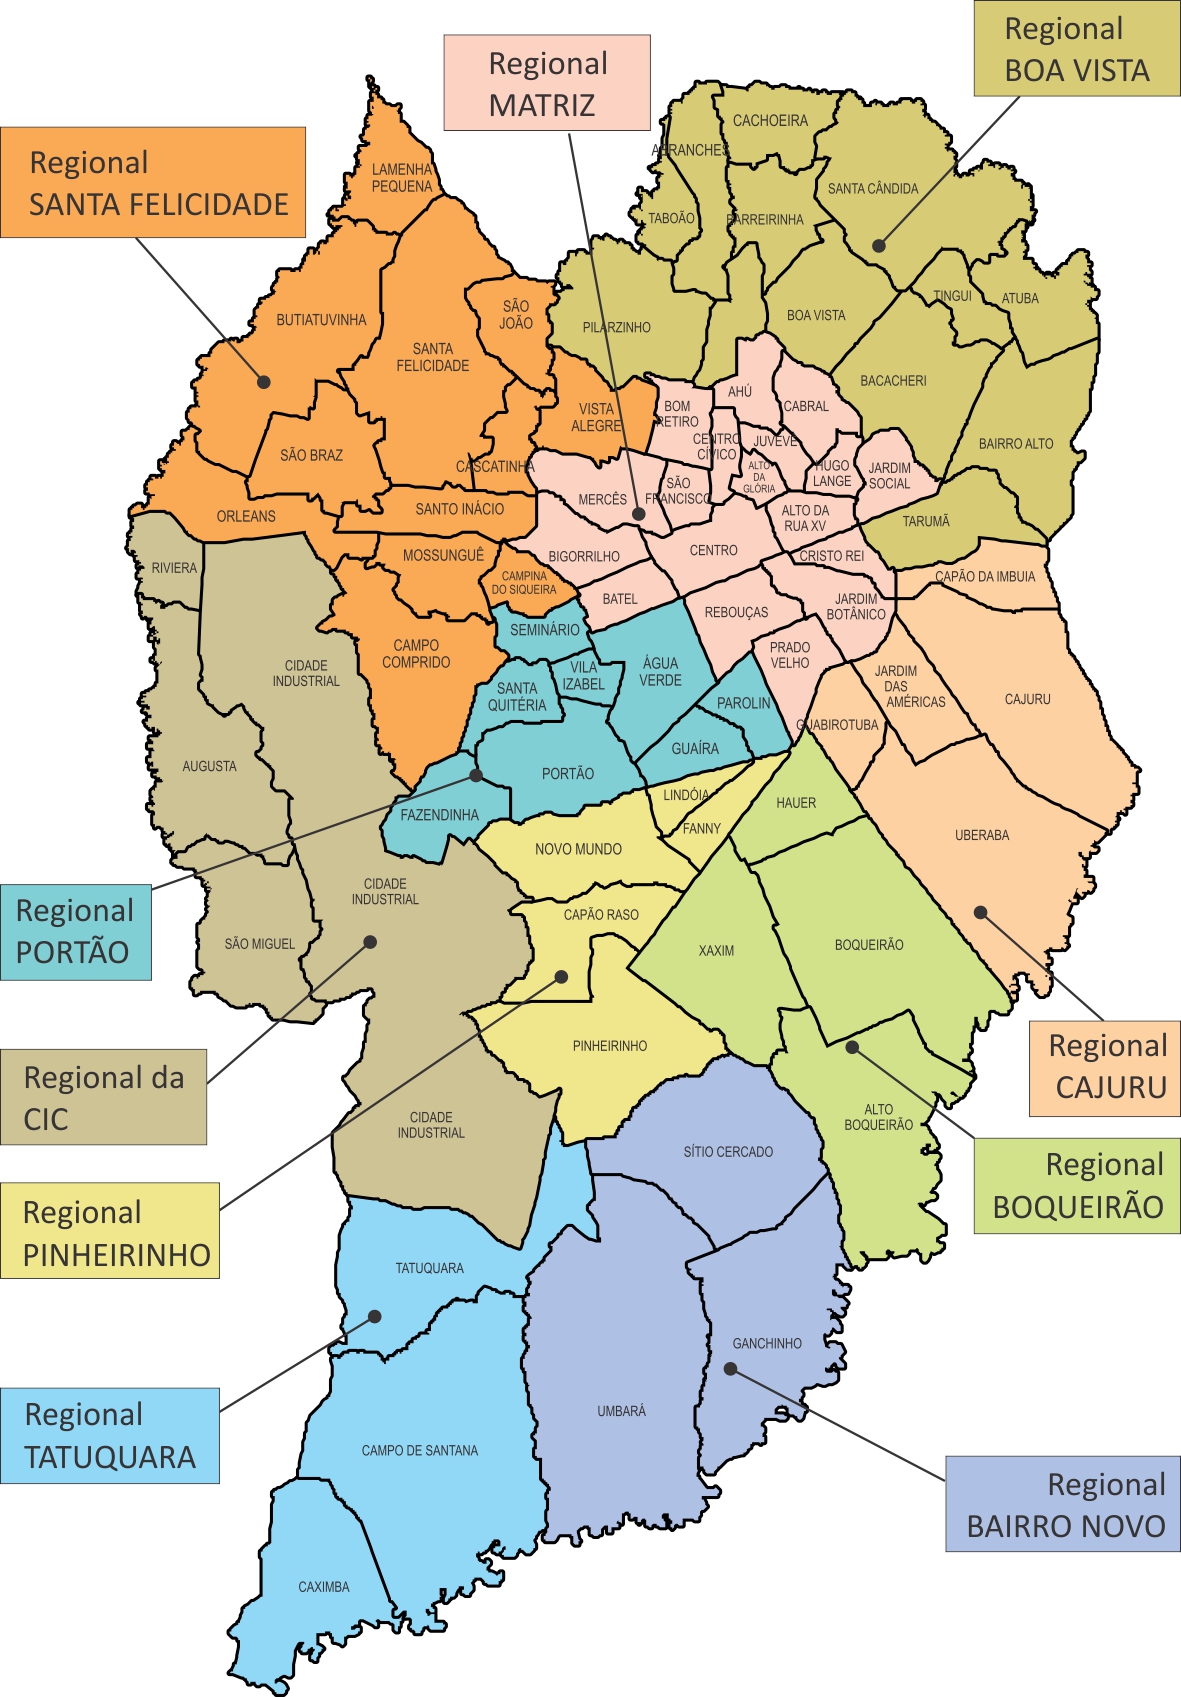 Regional
BOA VISTA
Regional
MATRIZ
Regional
SANTA FELICIDADE
CACHOEIRA
ABRANCHES
LAMENHA
PEQUENA
SANTA CÂNDIDA
TABOÃO
BARREIRINHA
TINGUI
ATUBA
SÃO
JOÃO
BUTIATUVINHA
PILARZINHO
BOA VISTA
SANTA
FELICIDADE
BACACHERI
AHÚ
CABRAL
VISTA
ALEGRE
BOM
RETIRO
BAIRRO ALTO
CENTRO
CÍVICO
JUVEVÊ
SÃO BRAZ
CASCATINHA
ALTO
DA
GLÓRIA
HUGO
LANGE
JARDIM
SOCIAL
MERCÊS
SÃO
FRANCISCO
SANTO INÁCIO
ORLEANS
ALTO DA
RUA XV
TARUMÃ
MOSSUNGUÊ
BIGORRILHO
CENTRO
CRISTO REI
RIVIERA
CAMPINA
DO SIQUEIRA
CAPÃO DA IMBUIA
BATEL
REBOUÇAS
JARDIM
BOTÂNICO
SEMINÁRIO
CAMPO
COMPRIDO
PRADO
VELHO
CIDADE
INDUSTRIAL
ÁGUA
VERDE
VILA
IZABEL
JARDIM
DAS
AMÉRICAS
SANTA
QUITÉRIA
PAROLIN
CAJURU
GUABIROTUBA
GUAÍRA
AUGUSTA
PORTÃO
LINDÓIA
HAUER
FAZENDINHA
FANNY
UBERABA
NOVO MUNDO
CIDADE
INDUSTRIAL
Regional
PORTÃO
CAPÃO RASO
SÃO MIGUEL
XAXIM
BOQUEIRÃO
PINHEIRINHO
Regional
CAJURU
Regional da
CIC
CIDADE
INDUSTRIAL
ALTO
BOQUEIRÃO
SÍTIO CERCADO
Regional
BOQUEIRÃO
Regional
PINHEIRINHO
TATUQUARA
GANCHINHO
UMBARÁ
Regional
TATUQUARA
CAMPO DE SANTANA
Regional
BAIRRO NOVO
CAXIMBA